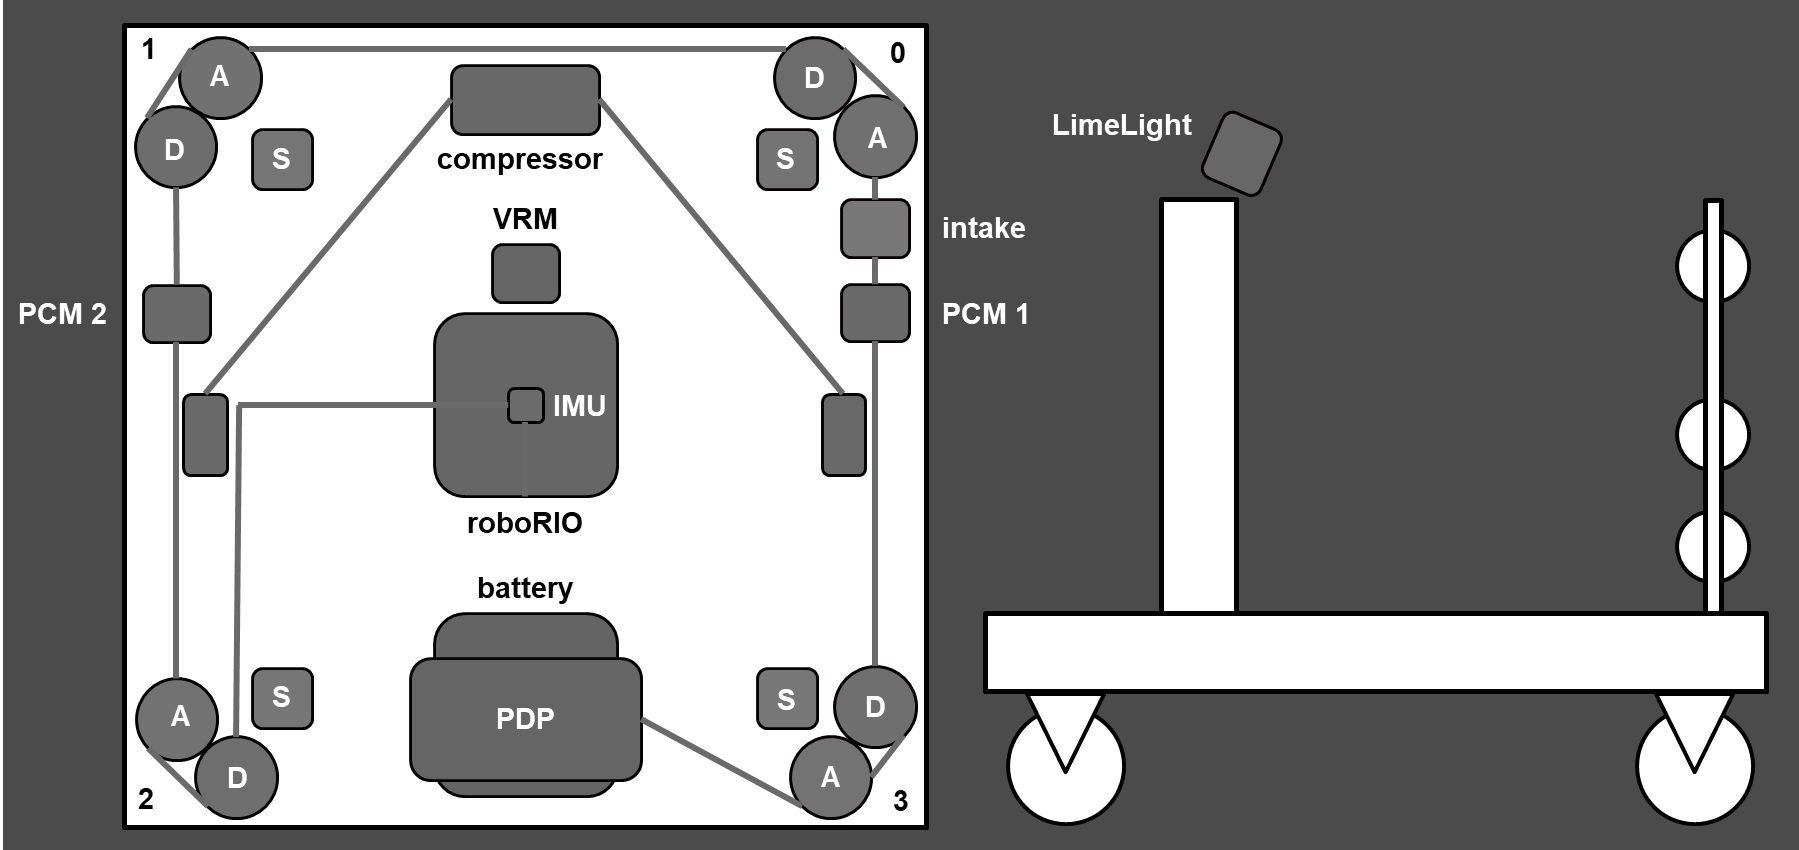 1
A
D
0
D
A
S
compressor
S
VRM
intake
PCM 2
PCM 1
IMU
roboRIO
battery
A
S
PDP
S
D
2
D
A
3
LimeLight